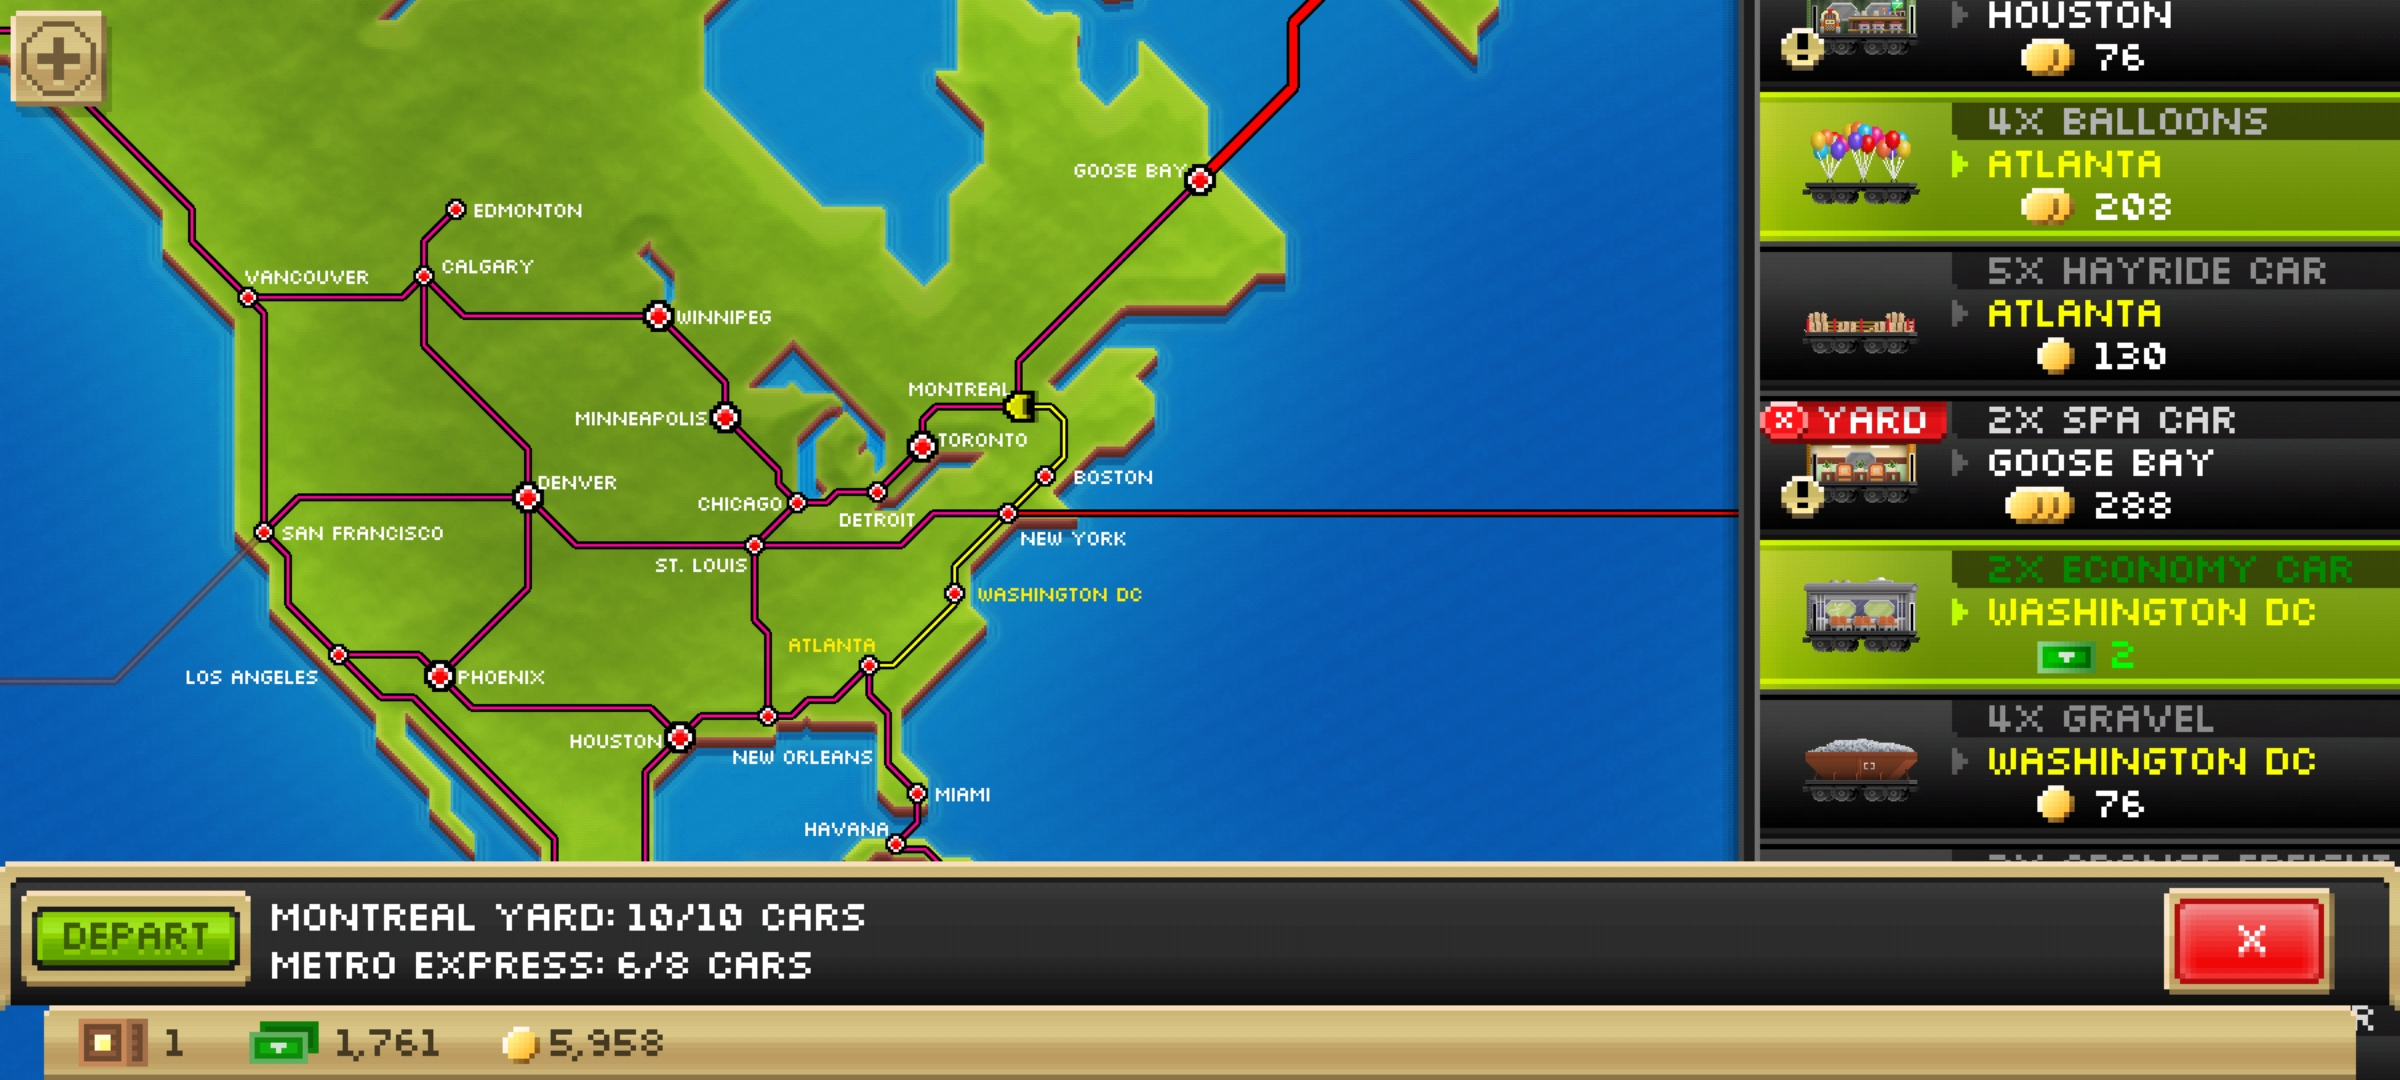 HOUSTON
76
4X BALLOONS
ATLANTA
208
5X HAYRIDE CAR
ATLANTA
130
YARD
2X SPA CAR
GOOSE BAY
288
2X ECONOMY CAR
WASHINGTON DC
2
4X GRAVEL
WASHINGTON DC
76
GOOSE BAY
EDMONTON
CALGARY
VANCOUVER
WINNIPEG
MONTREAL
MINNEAPOLIS
TORONTO
BOSTON
DENVER
CHICAGO
DETROIT
SAN FRANCISCO
NEW YORK
ST. LOUIS
WASHINGTON DC
ATLANTA
LOS ANGELES
PHOENIX
HOUSTON
NEW ORLEANS
MIAMI
HAVANA
DEPART
MONTREAL YARD: 10/10 CARS
METRO EXPRESS: 6/8 CARS
X
1
1,761
5,958
R